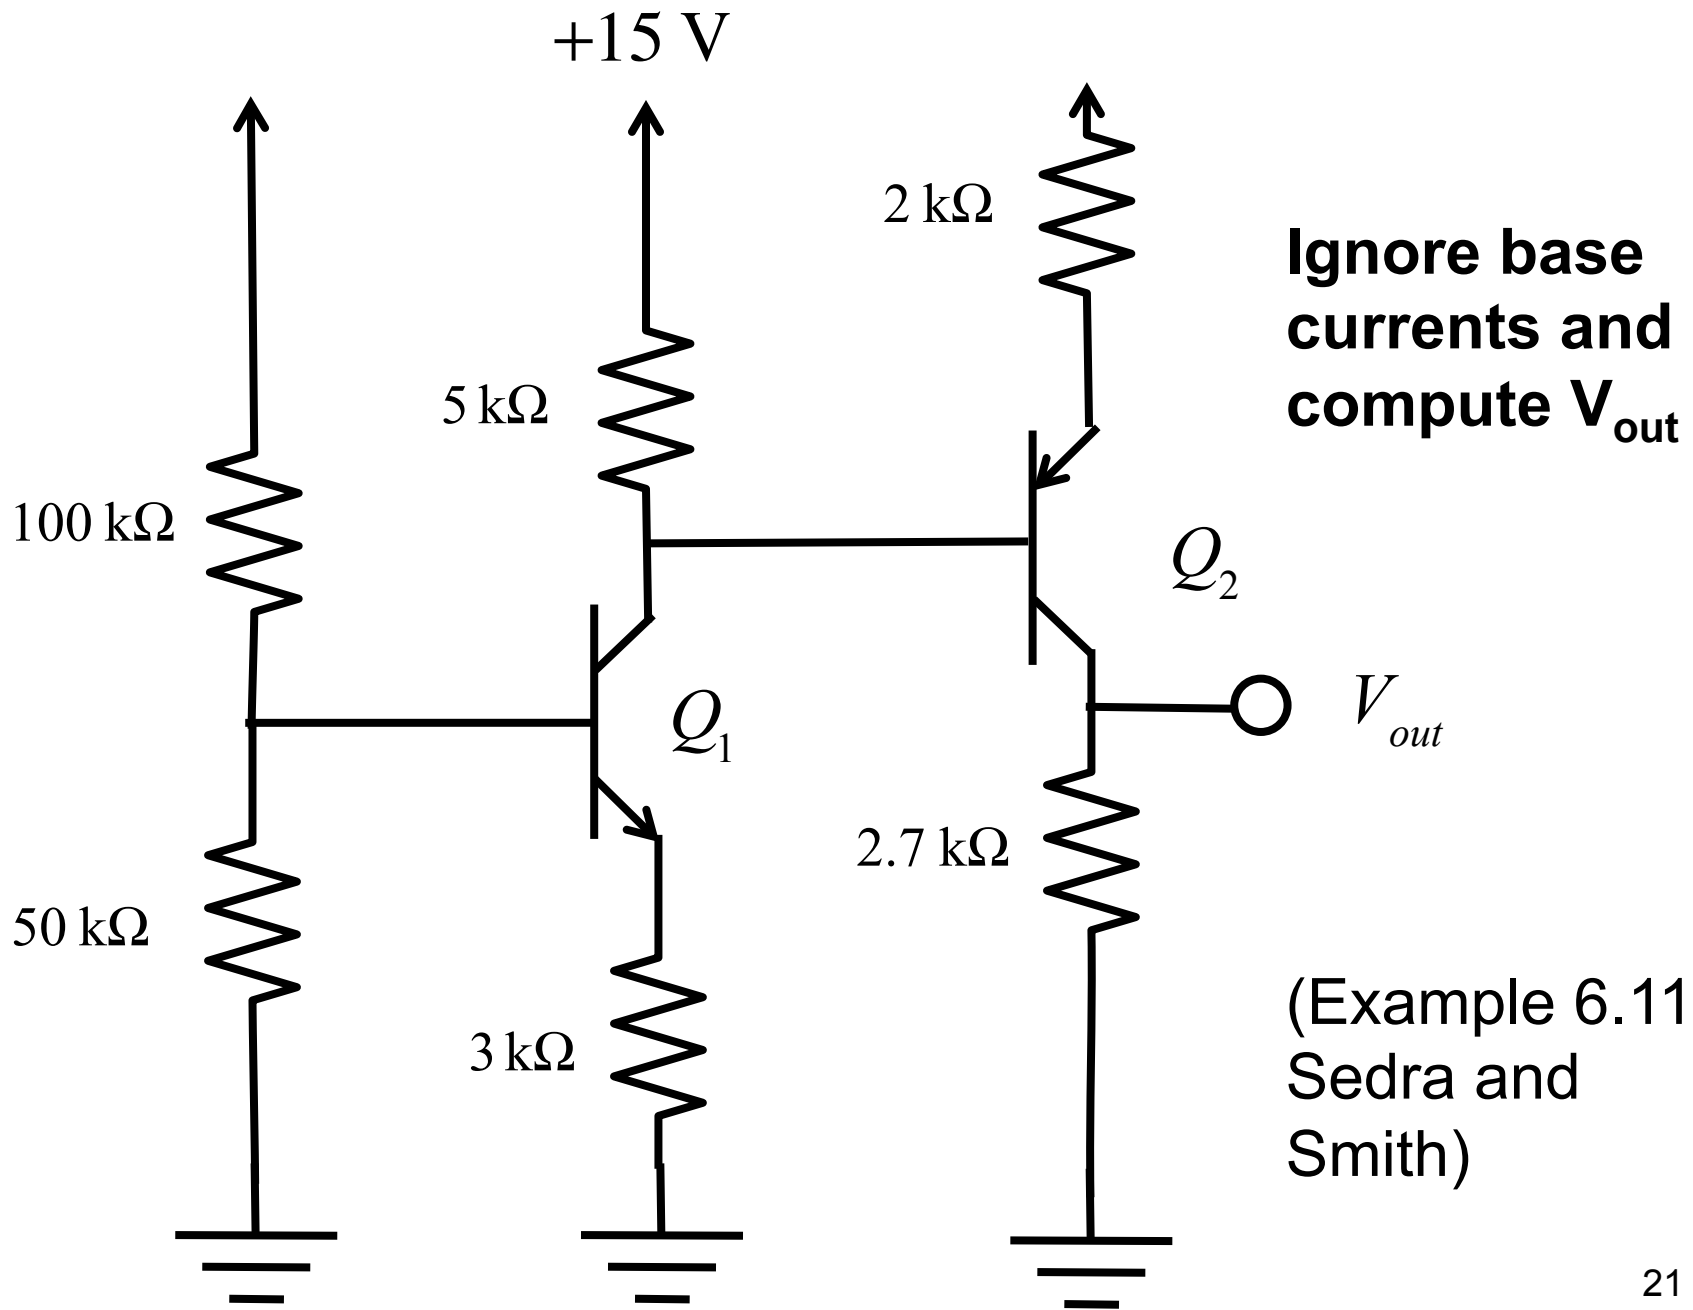 +15 V
2 kΩ
Ignore base
currents and
compute Vout
5 kΩ
100 kΩ
Q2
Q1
Vout
2.7 kΩ
50 kΩ
3 kΩ
(Example 6.11
Sedra and
Smith)
21